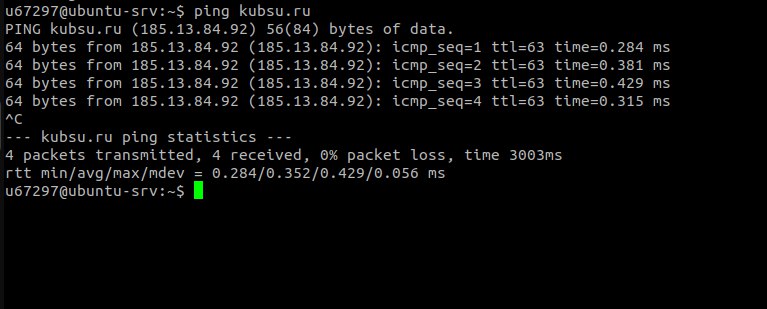 u67297@ubuntu-srv:~$ ping kubsu.ru
PING kubsu.ru (185.13.84.92) 56(84) bytes of data.
64 bytes from 185.13.84.92 (185.13.84.92): icmp_seq=1 ttl=63 time=0.284 ms
64 bytes from 185.13.84.92 (185.13.84.92): icmp_seq=2 ttl=63 time=0.381 ms
64 bytes from 185.13.84.92 (185.13.84.92): icmp_seq=3 ttl=63 time=0.429 ms
64 bytes from 185.13.84.92 (185.13.84.92): icmp_seq=4 ttl=63 time=0.315 ms
^C
--- kubsu.ru ping statistics ---
4 packets transmitted, 4 received, 0% packet loss, time 3003ms
rtt min/avg/max/mdev = 0.284/0.352/0.429/0.056 ms
u67297@ubuntu-srv:~$